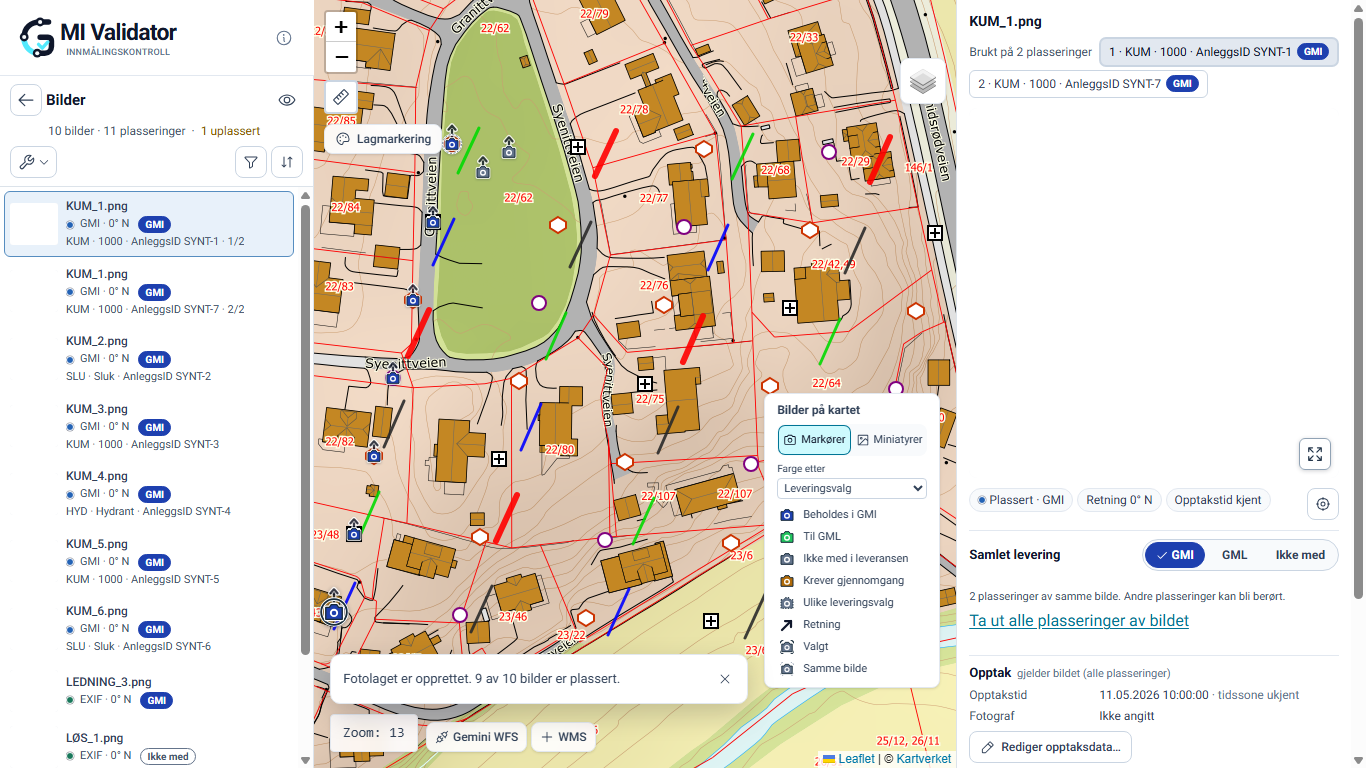 MI Validator
INNMÅLINGSKONTROLL
Bilder
10 bilder · 11 plasseringer · 1 uplassert
KUM_1.png
GMI · 0° N GMI
KUM · 1000 · AnleggsID SYNT-1 · 1/2
KUM_1.png
GMI · 0° N GMI
KUM · 1000 · AnleggsID SYNT-7 · 2/2
KUM_2.png
GMI · 0° N GMI
SLU · Sluk · AnleggsID SYNT-2
KUM_3.png
GMI · 0° N GMI
KUM · 1000 · AnleggsID SYNT-3
KUM_4.png
GMI · 0° N GMI
HYD · Hydrant · AnleggsID SYNT-4
KUM_5.png
GMI · 0° N GMI
KUM · 1000 · AnleggsID SYNT-5
KUM_6.png
GMI · 0° N GMI
SLU · Sluk · AnleggsID SYNT-6
LEDNING_3.png
EXIF · 0° N GMI
LØS_1.png
EXIF · 0° N Ikke med
+
−
Lagmarkering
Granittv
22/62
22/79
22/33
22/85
22/78
Syenittveien
tveien
midsrødveien
22/68
22/29
146/1
22/84
ittveien
22/62
22/77
22/83
22/76
22/42,49
Syenittveien
Syenittveien
22/64
22/75
22/82
22/80
22/107
22/107
23/48
23/6
23/46
23/22
25/12, 26/11
Bilder på kartet
Markører
Miniatyrer
Farge etter
Leveringsvalg
Beholdes i GMI
Til GML
Ikke med i leveransen
Krever gjennomgang
Ulike leveringsvalg
Retning
Valgt
Samme bilde
Fotolaget er opprettet. 9 av 10 bilder er plassert.
Zoom: 13
Gemini WFS
WMS
Leaflet | © Kartverket
KUM_1.png
Brukt på 2 plasseringer
1 · KUM · 1000 · AnleggsID SYNT-1 GMI
2 · KUM · 1000 · AnleggsID SYNT-7 GMI
Plassert · GMI
Retning 0° N
Opptakstid kjent
Samlet levering
GMI
GML
Ikke med
2 plasseringer av samme bilde. Andre plasseringer kan bli berørt.
Ta ut alle plasseringer av bildet
Opptak gjelder bildet (alle plasseringer)
Opptakstid 11.05.2026 10:00:00 · tidssone ukjent
Fotograf Ikke angitt
Rediger opptaksdata…